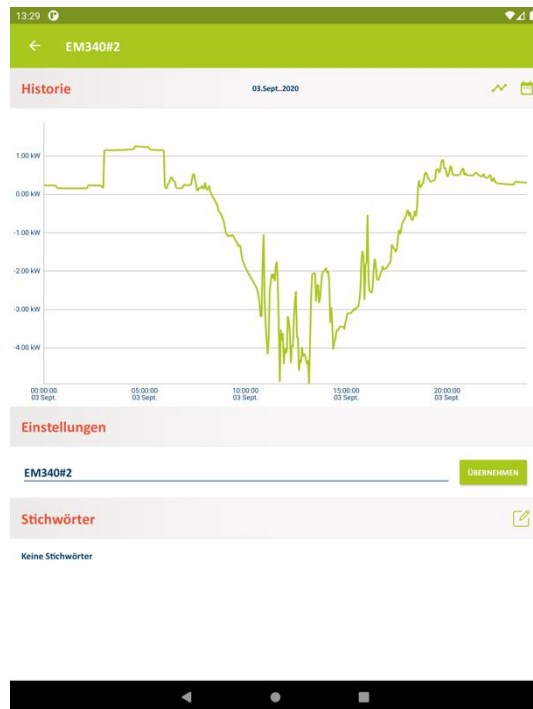 13:29
EM340#2
Historie
03.Sept..2020
1.00 kW
0.00 kW
-1.00 kW
-2.00 kW
-3.00 kW
-4.00 kW
00:00:00 05:00:00 10:00:00 15:00:00 20:00:00
03 Sept. 03 Sept. 03 Sept. 03 Sept. 03 Sept.
Einstellungen
EM340#2
ÜBERNEHMEN
Stichwörter
Keine Stichwörter